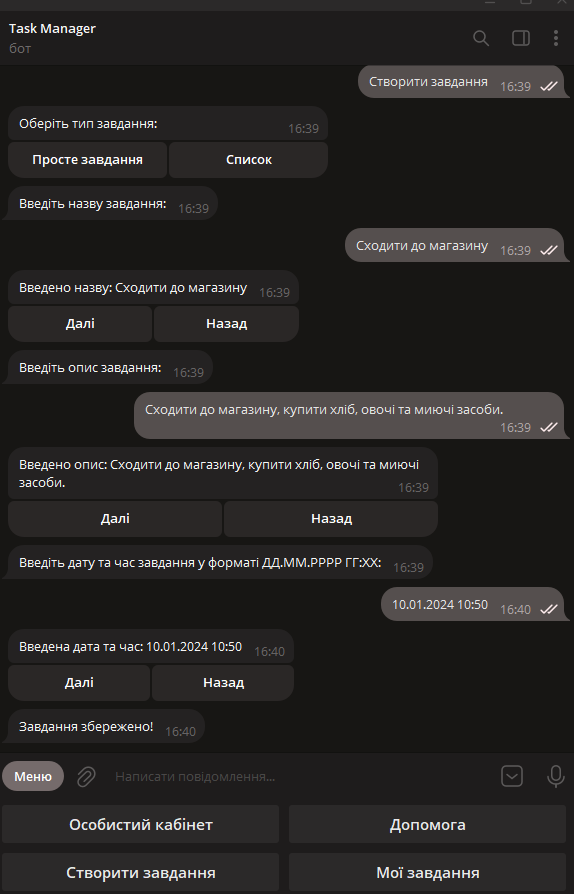 Task Manager
бот
Створити завдання 16:39
Оберіть тип завдання: 16:39
Просте завдання Список
Введіть назву завдання: 16:39
Сходити до магазину 16:39
Введено назву: Сходити до магазину 16:39
Далі Назад
Введіть опис завдання: 16:39
Сходити до магазину, купити хліб, овочі та миючі засоби.
16:39
Введено опис: Сходити до магазину, купити хліб, овочі та миючі
засоби. 16:39
Далі Назад
Введіть дату та час завдання у форматі ДД.ММ.РРРР ГГ:ХХ: 16:39
10.01.2024 10:50 16:40
Введена дата та час: 10.01.2024 10:50 16:40
Далі Назад
Завдання збережено! 16:40
Меню Написати повідомлення...
Особистий кабінет Допомога
Створити завдання Мої завдання